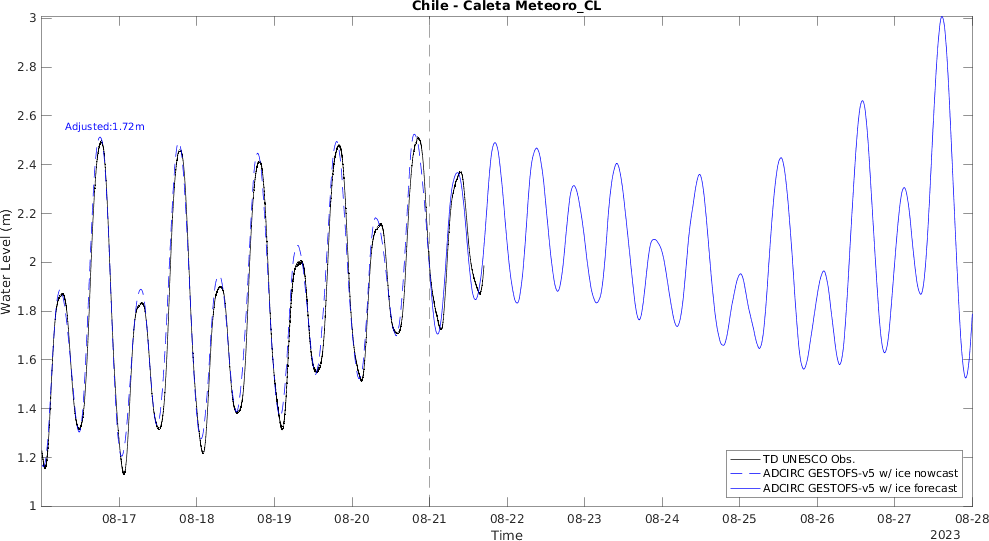 Chile - Caleta Meteoro_CL
3
2.8
2.6
2.4
2.2
2
1.8
1.6
1.4
1.2
1
Water Level (m)
Adjusted:1.72m
TD UNESCO Obs.
ADCIRC GESTOFS-v5 w/ ice nowcast
ADCIRC GESTOFS-v5 w/ ice forecast
08-17 08-18 08-19 08-20 08-21 08-22 08-23 08-24 08-25 08-26 08-27 08-28
Time
2023